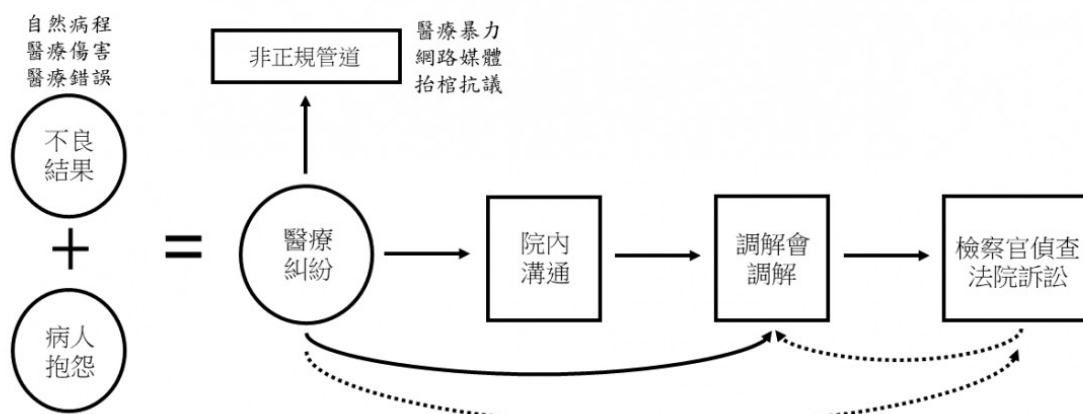 自然病程
醫療傷害
醫療錯誤
不良
結果
+
病人
抱怨
=
非正規管道
醫療暴力
網路媒體
抬棺抗議
醫療
糾紛
院內
溝通
調解會
調解
檢察官偵查
法院訴訟